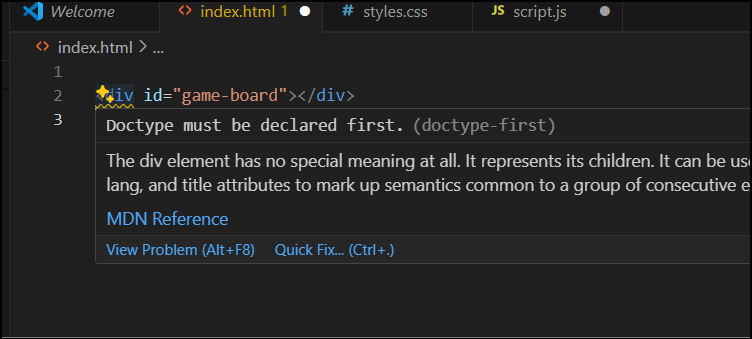 Welcome index.html 1 styles.css script.js
index.html > ...
1
2 <div id="game-board"></div>
3
Doctype must be declared first. (doctype-first)
The div element has no special meaning at all. It represents its children. It can be use
lang, and title attributes to mark up semantics common to a group of consecutive e
MDN Reference
View Problem (Alt+F8) Quick Fix... (Ctrl+.)